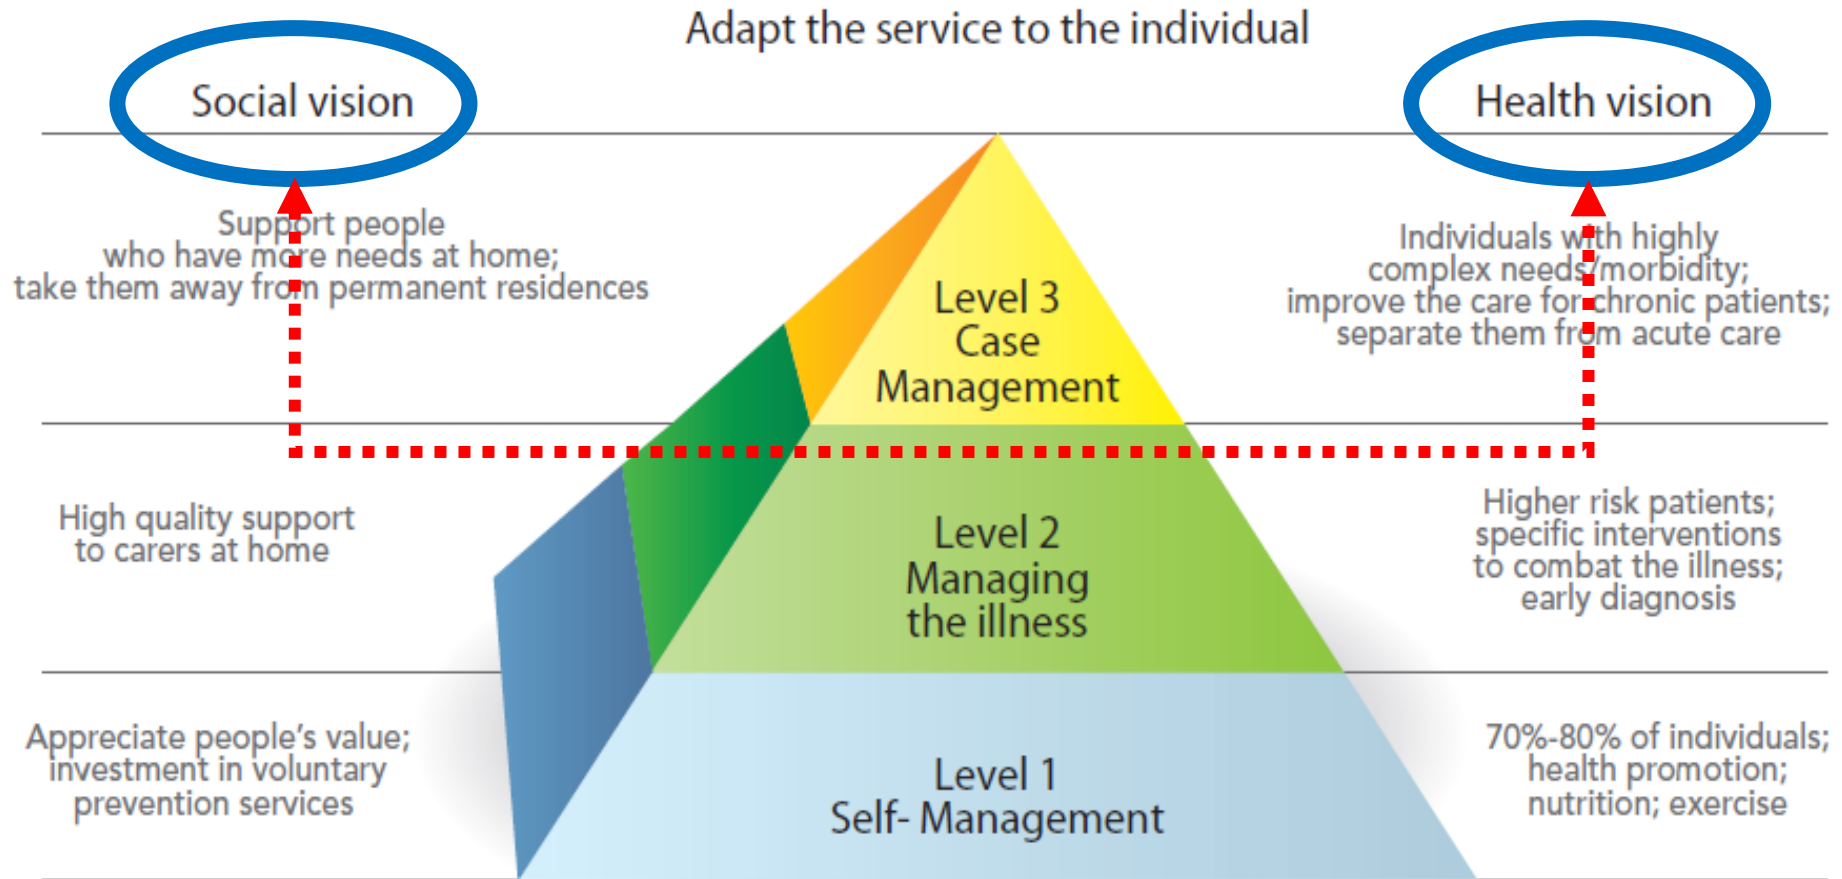 Adapt the service to the individual
Social vision
Health vision
Support people
who have more needs at home;
take them away from permanent residences
Level 3
Case
Management
Individuals with highly
complex needs/morbidity;
improve the care for chronic patients;
separate them from acute care
High quality support
to carers at home
Level 2
Managing
the illness
Higher risk patients;
specific interventions
to combat the illness;
early diagnosis
Appreciate people’s value;
investment in voluntary
prevention services
Level 1
Self- Management
70%-80% of individuals;
health promotion;
nutrition; exercise